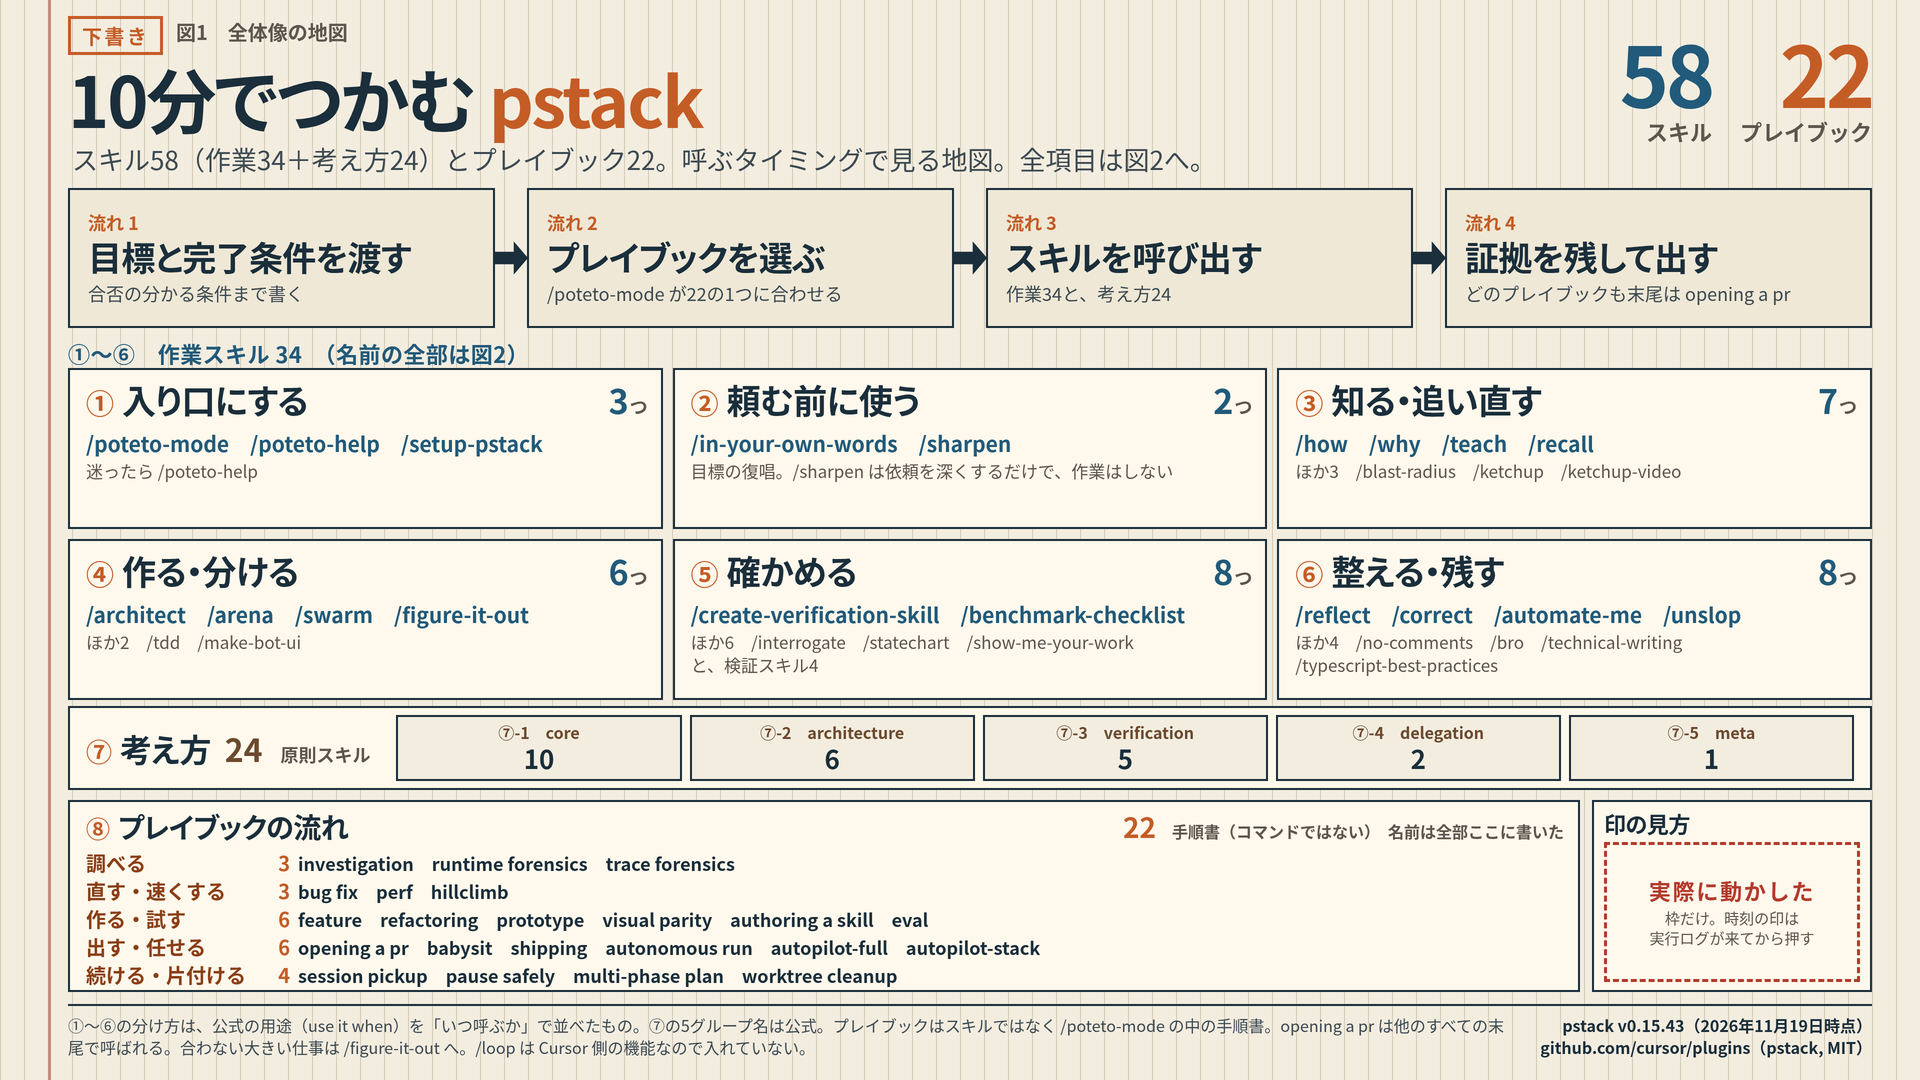 下書き
図1　全体像の地図
10分でつかむ pstack
スキル58（作業34＋考え方24）とプレイブック22。呼ぶタイミングで見る地図。全項目は図2へ。
58
スキル
22
プレイブック
流れ 1
目標と完了条件を渡す
合否の分かる条件まで書く
流れ 2
プレイブックを選ぶ
/poteto-mode が22の1つに合わせる
流れ 3
スキルを呼び出す
作業34と、考え方24
流れ 4
証拠を残して出す
どのプレイブックも末尾は opening a pr
①〜⑥　作業スキル 34　（名前の全部は図2）
① 入り口にする 3つ
/poteto-mode　/poteto-help　/setup-pstack
迷ったら /poteto-help
② 頼む前に使う 2つ
/in-your-own-words　/sharpen
目標の復唱。/sharpen は依頼を深くするだけで、作業はしない
③ 知る・追い直す 7つ
/how　/why　/teach　/recall
ほか3　/blast-radius　/ketchup　/ketchup-video
④ 作る・分ける 6つ
/architect　/arena　/swarm　/figure-it-out
ほか2　/tdd　/make-bot-ui
⑤ 確かめる 8つ
/create-verification-skill　/benchmark-checklist
ほか6　/interrogate　/statechart　/show-me-your-work
と、検証スキル4
⑥ 整える・残す 8つ
/reflect　/correct　/automate-me　/unslop
ほか4　/no-comments　/bro　/technical-writing
/typescript-best-practices
⑦ 考え方 24 原則スキル
⑦-1　core
10
⑦-2　architecture
6
⑦-3　verification
5
⑦-4　delegation
2
⑦-5　meta
1
⑧ プレイブックの流れ
22　手順書（コマンドではない）　名前は全部ここに書いた
調べる 3 investigation　runtime forensics　trace forensics
直す・速くする 3 bug fix　perf　hillclimb
作る・試す 6 feature　refactoring　prototype　visual parity　authoring a skill　eval
出す・任せる 6 opening a pr　babysit　shipping　autonomous run　autopilot-full　autopilot-stack
続ける・片付ける 4 session pickup　pause safely　multi-phase plan　worktree cleanup
印の見方
実際に動かした
枠だけ。時刻の印は
実行ログが来てから押す
①〜⑥の分け方は、公式の用途（use it when）を「いつ呼ぶか」で並べたもの。⑦の5グループ名は公式。プレイブックはスキルではなく /poteto-mode の中の手順書。opening a pr は他のすべての末
尾で呼ばれる。合わない大きい仕事は /figure-it-out へ。/loop は Cursor 側の機能なので入れていない。
pstack v0.15.43（2026年11月19日時点）
github.com/cursor/plugins（pstack, MIT）